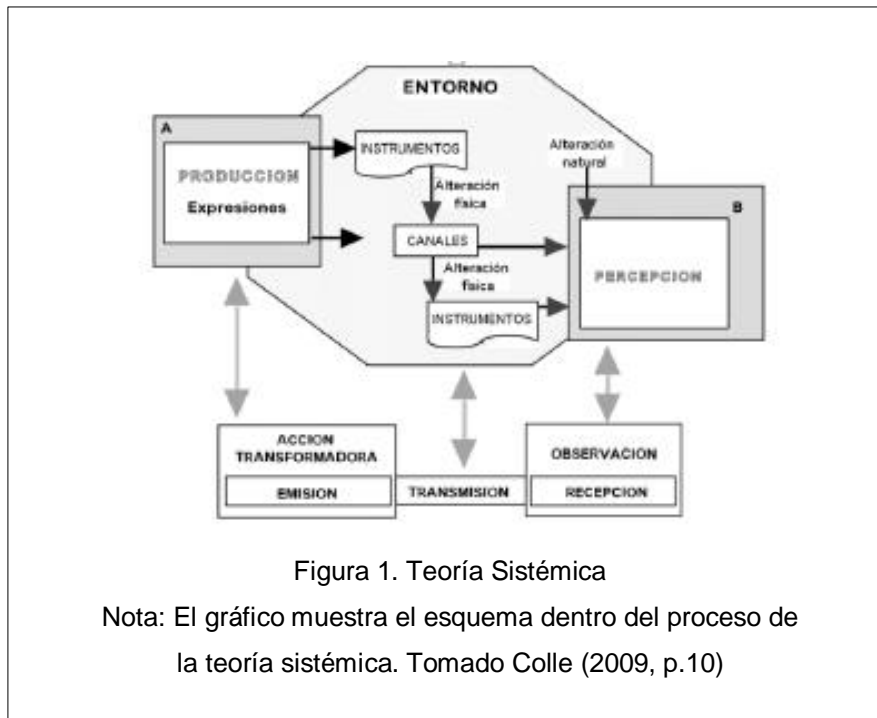 ENTORNO
A
PRODUCCION
Expresiones
INSTRUMENTOS
Alteración
física
CANALES
Alteración
física
INSTRUMENTOS
Alteración
natural
B
PERCEPCION
ACCION
TRANSFORMADORA
EMISION
TRANSMISION
OBSERVACION
RECEPCION
Figura 1. Teoría Sistémica
Nota: El gráfico muestra el esquema dentro del proceso de
la teoría sistémica. Tomado Colle (2009, p.10)